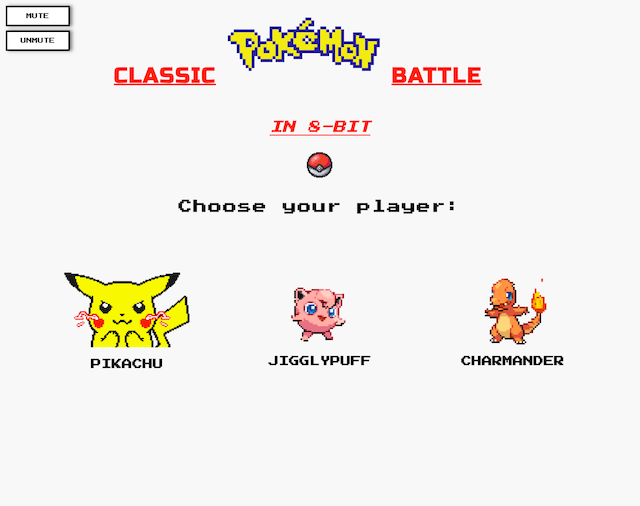 MUTE
UNMUTE
CLASSIC POKéMON BATTLE
IN 8-BIT
Choose your player:
PIKACHU JIGGLYPUFF CHARMANDER